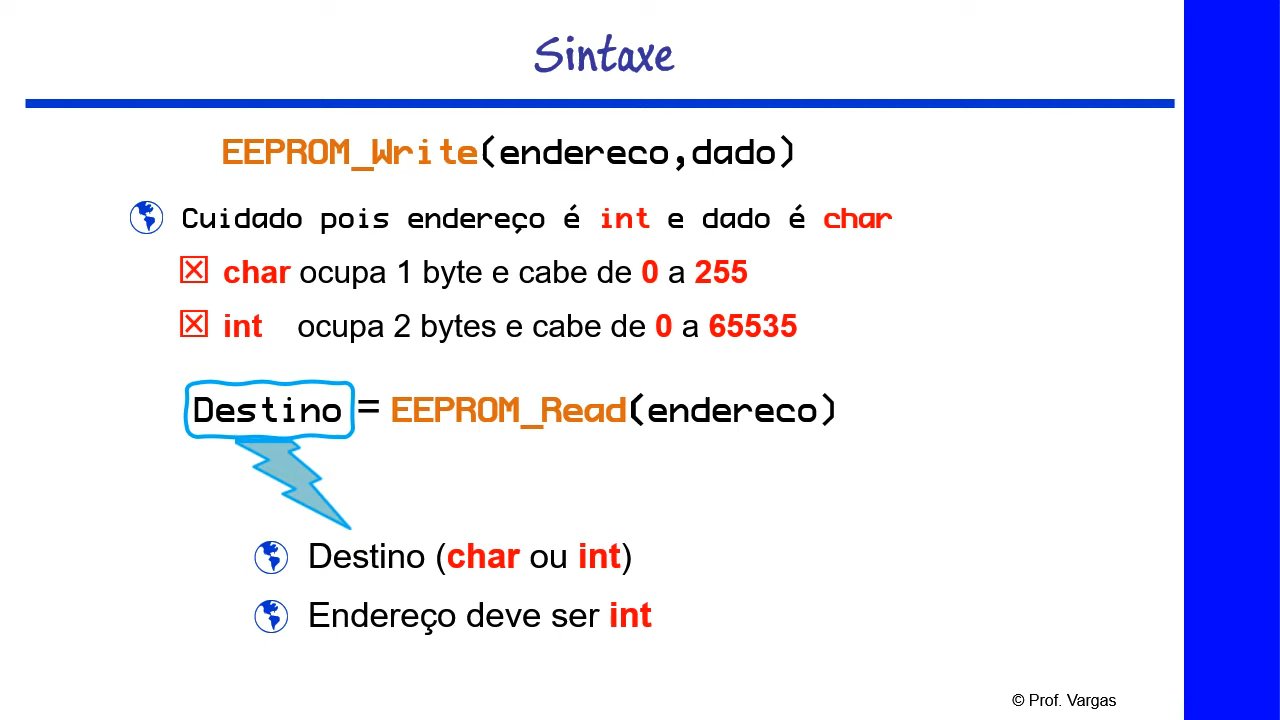 Sintaxe
EEPROM_Write(endereco,dado)
Cuidado pois endereço é int e dado é char
char ocupa 1 byte e cabe de 0 a 255
int ocupa 2 bytes e cabe de 0 a 65535
Destino = EEPROM_Read(endereco)
Destino (char ou int)
Endereço deve ser int
© Prof. Vargas